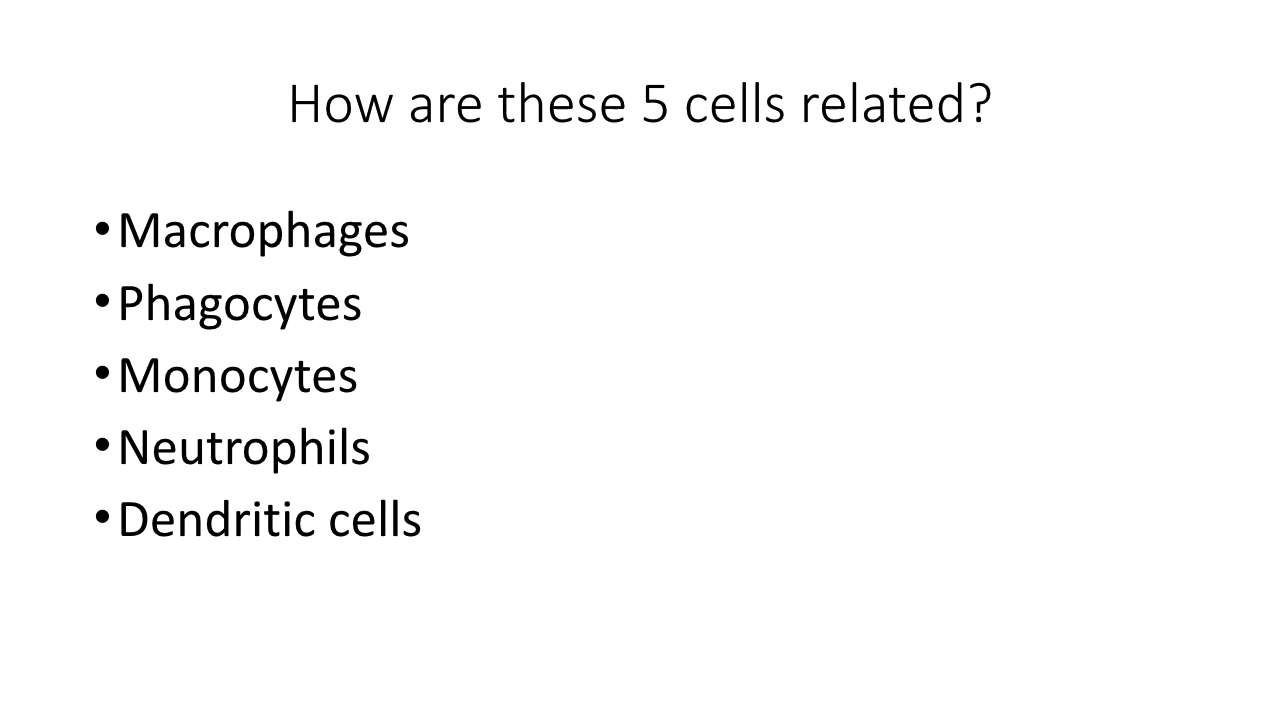 How are these 5 cells related?
•Macrophages
•Phagocytes
•Monocytes
•Neutrophils
•Dendritic cells